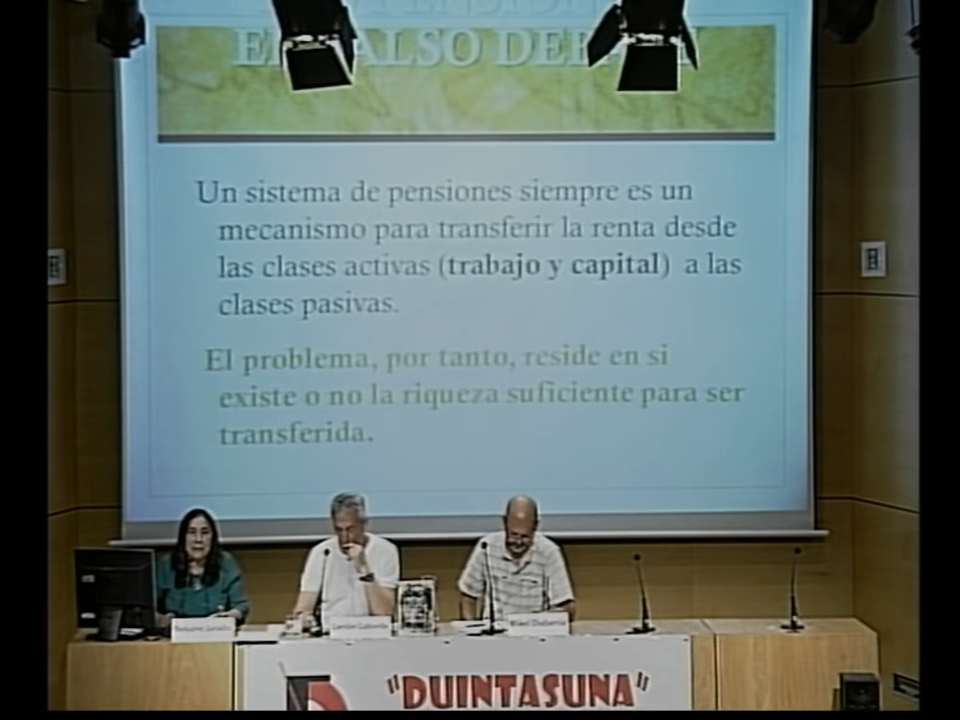 Un sistema de pensiones siempre es un
mecanismo para transferir la renta desde
las clases activas (trabajo y capital) a las
clases pasivas.
El problema, por tanto, reside en si
existe o no la riqueza suficiente para ser
transferida.
"DUINTASUNA"